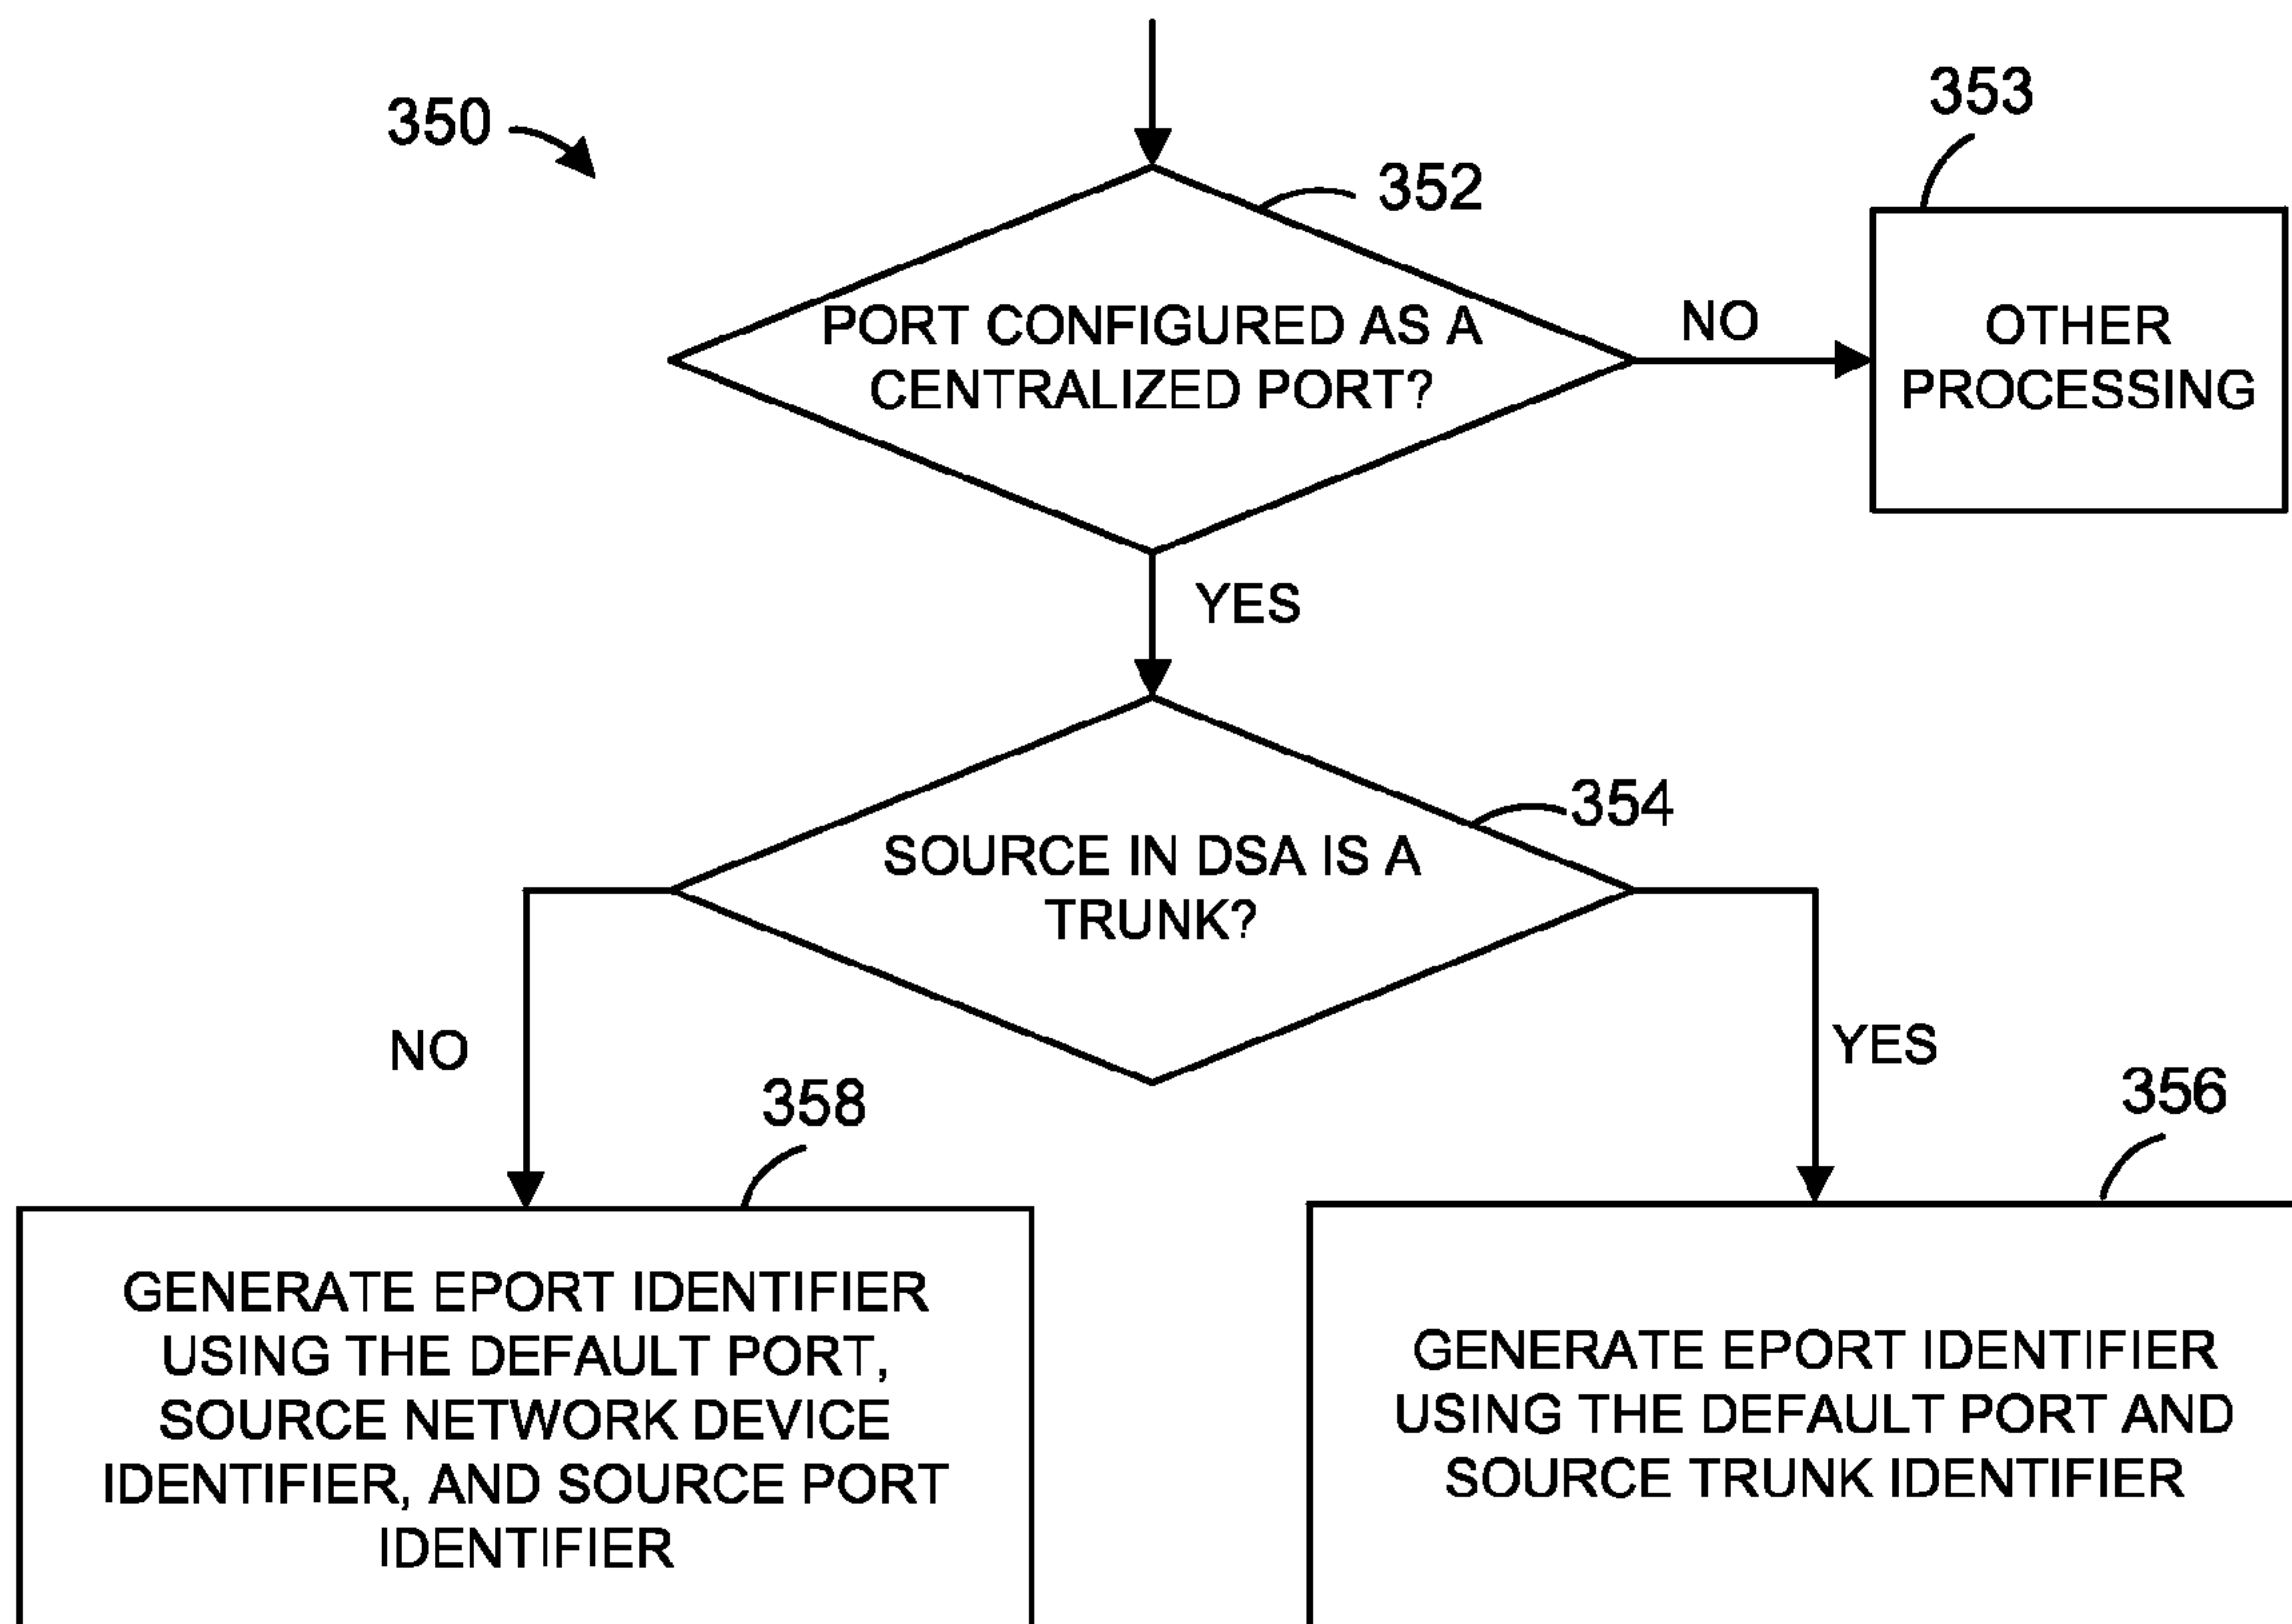 350
353
352
PORT CONFIGURED AS A
CENTRALIZED PORT?
NO
OTHER
PROCESSING
YES
354
SOURCE IN DSA IS A
TRUNK?
NO
YES
358
356
GENERATE EPORT IDENTIFIER
USING THE DEFAULT PORT,
SOURCE NETWORK DEVICE
IDENTIFIER, AND SOURCE PORT
IDENTIFIER
GENERATE EPORT IDENTIFIER
USING THE DEFAULT PORT AND
SOURCE TRUNK IDENTIFIER